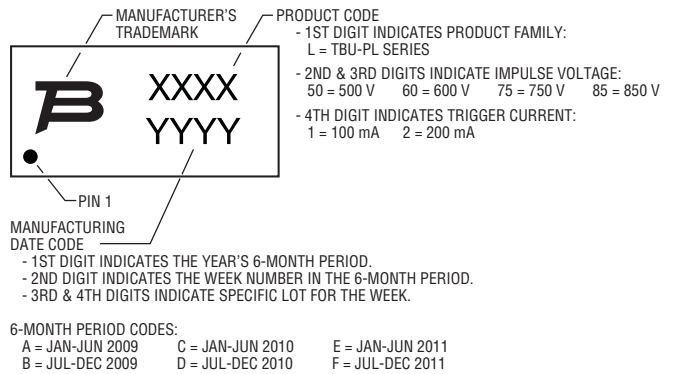 MANUFACTURER'S
TRADEMARK
PRODUCT CODE
- 1ST DIGIT INDICATES PRODUCT FAMILY:
L = TBU-PL SERIES
- 2ND & 3RD DIGITS INDICATE IMPULSE VOLTAGE:
50 = 500 V 60 = 600 V 75 = 750 V 85 = 850 V
- 4TH DIGIT INDICATES TRIGGER CURRENT:
1 = 100 mA 2 = 200 mA
B
XXXX
YYYY
PIN 1
MANUFACTURING
DATE CODE
- 1ST DIGIT INDICATES THE YEAR'S 6-MONTH PERIOD.
- 2ND DIGIT INDICATES THE WEEK NUMBER IN THE 6-MONTH PERIOD.
- 3RD & 4TH DIGITS INDICATE SPECIFIC LOT FOR THE WEEK.
6-MONTH PERIOD CODES:
A = JAN-JUN 2009 C = JAN-JUN 2010 E = JAN-JUN 2011
B = JUL-DEC 2009 D = JUL-DEC 2010 F = JUL-DEC 2011